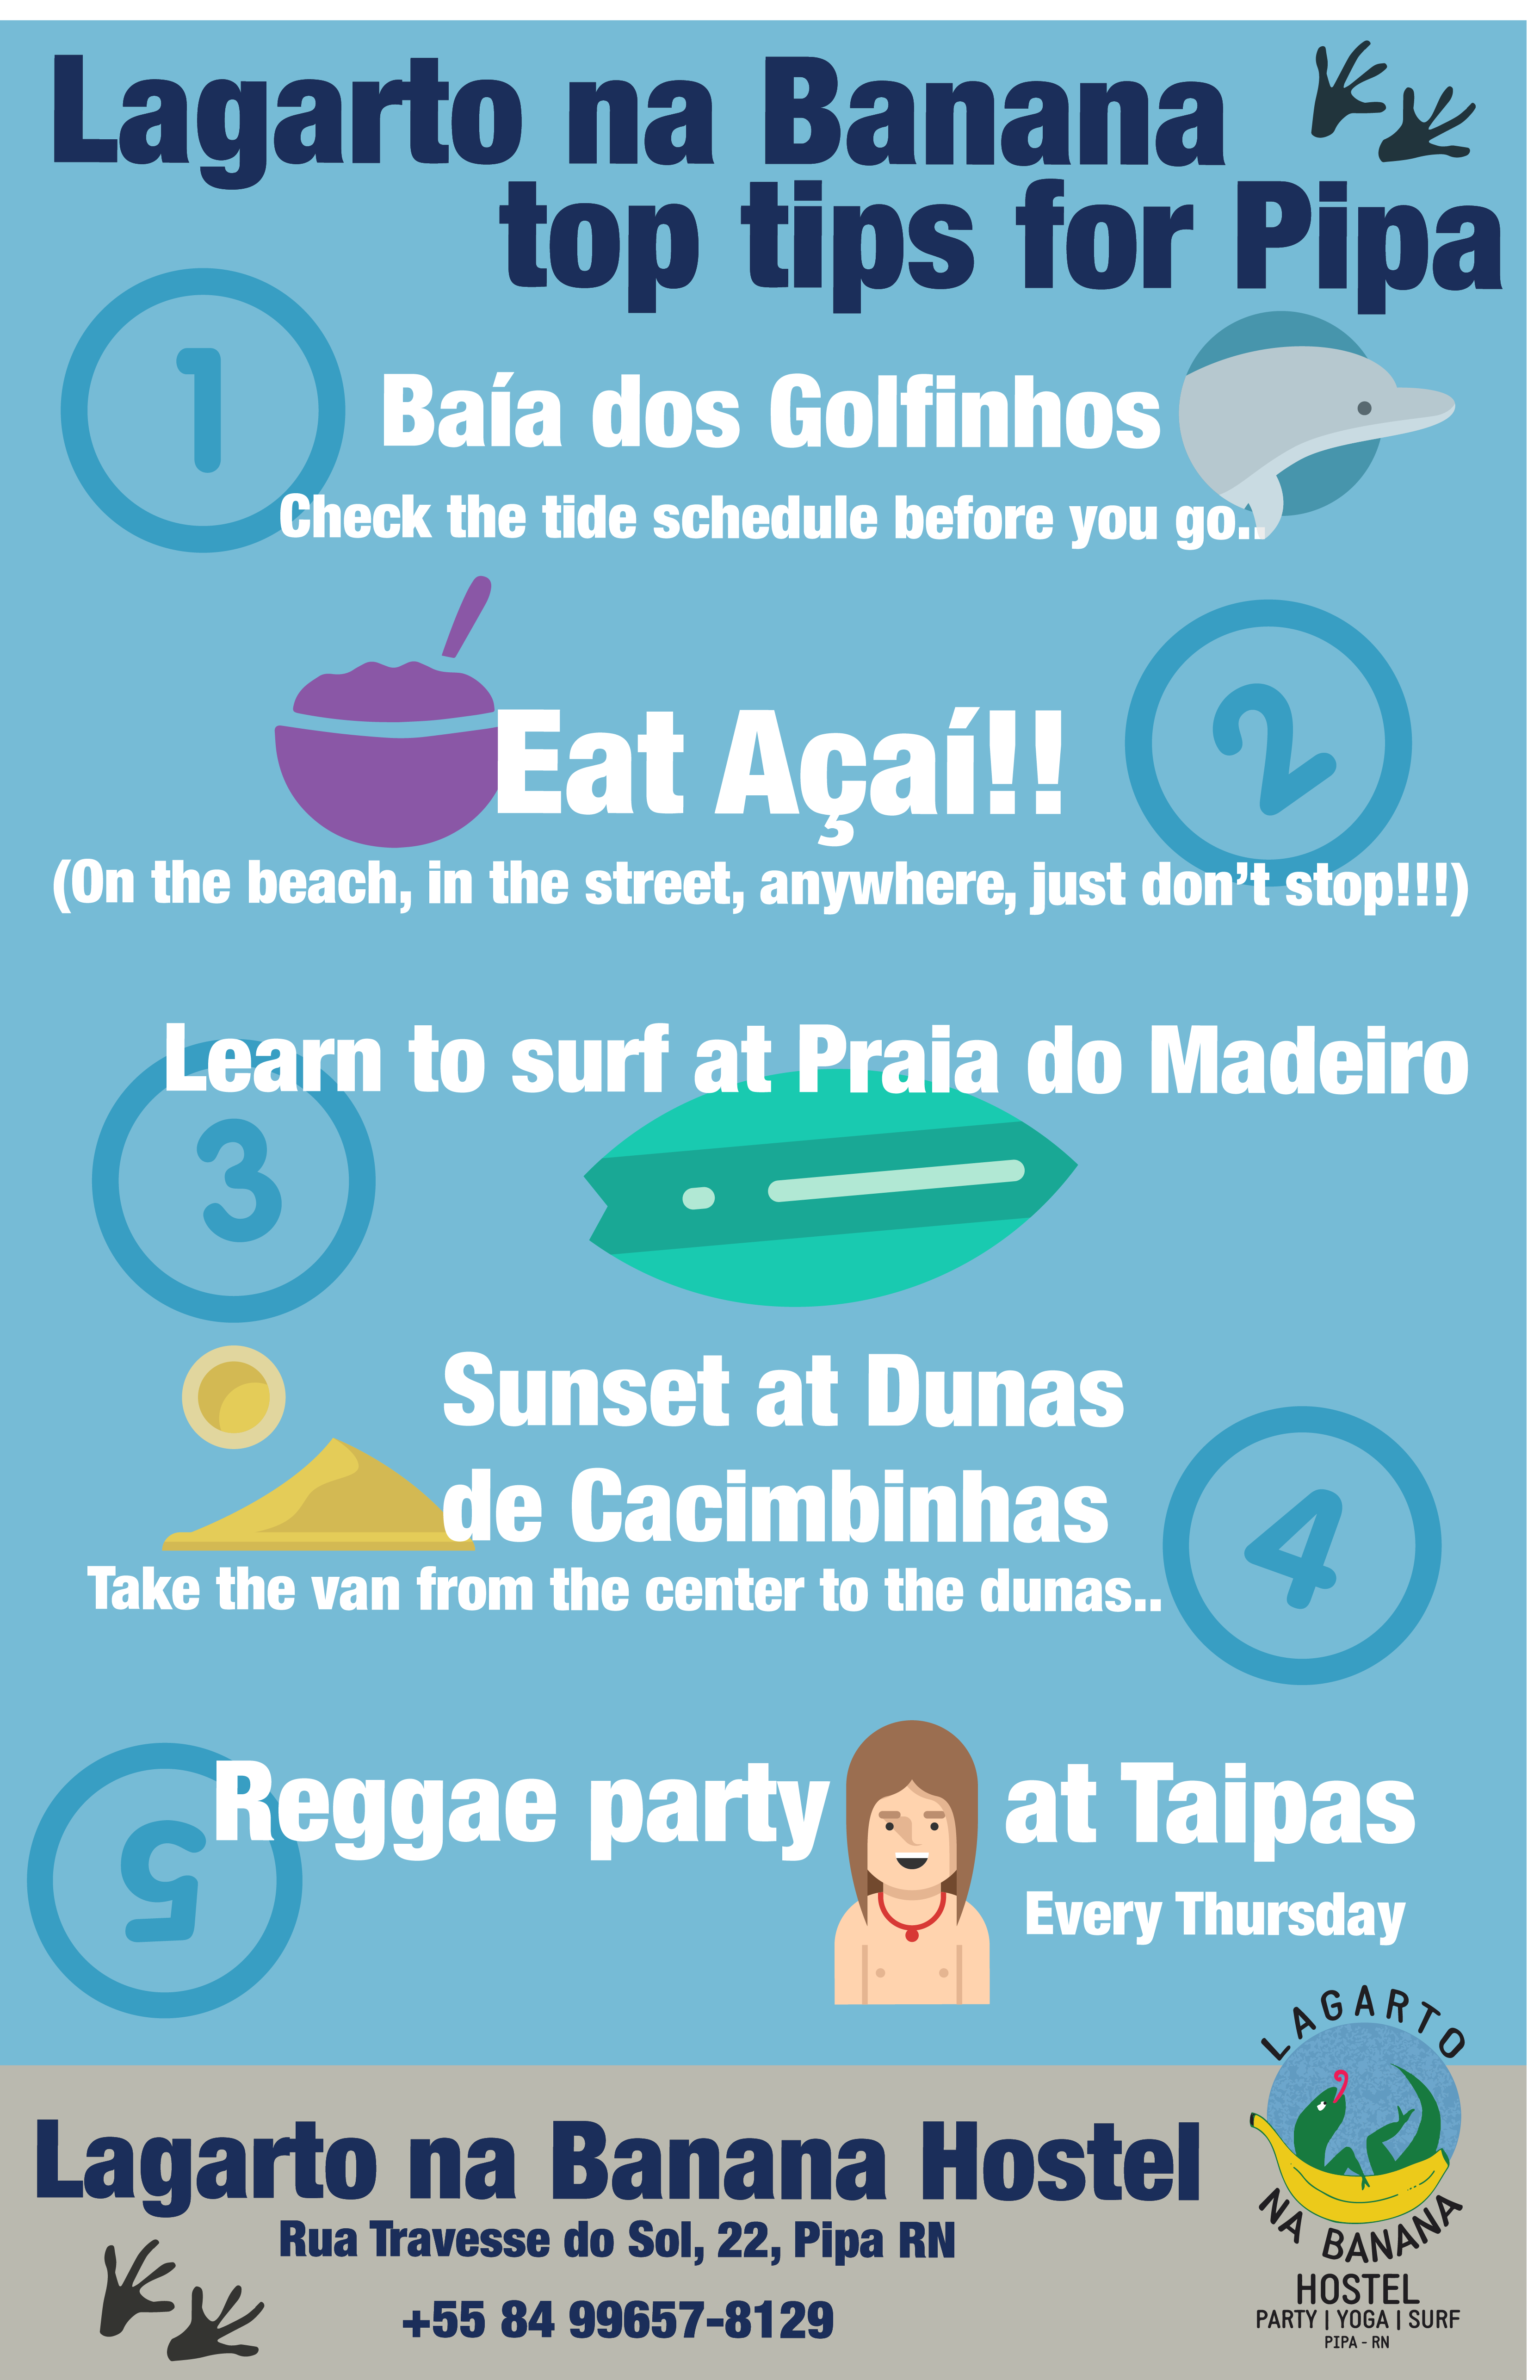 Lagarto na Banana
top tips for Pipa
1
Baía dos Golfinhos
Check the tide schedule before you go..
Eat Açaí!!
2
(On the beach, in the street, anywhere, just don't stop!!!)
Learn to surf at Praia do Madeiro
3
Sunset at Dunas
de Cacimbinhas
4
Take the van from the center to the dunas..
5
Reggae party at Taipas
Every Thursday
LAGARTO
NA BANANA
HOSTEL
PARTY | YOGA | SURF
PIPA - RN
Lagarto na Banana Hostel
Rua Travesse do Sol, 22, Pipa RN
+55 84 99657-8129